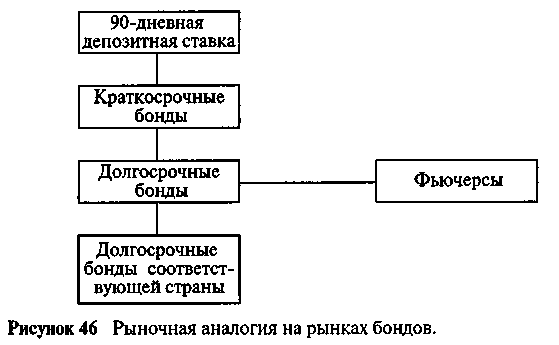 90-дневная
депозитная ставка
Краткосрочные
бонды
Долгосрочные
бонды
Фьючерсы
Долгосрочные
бонды соответст-
вующей страны
Рисунок 46 Рыночная аналогия на рынках бондов.